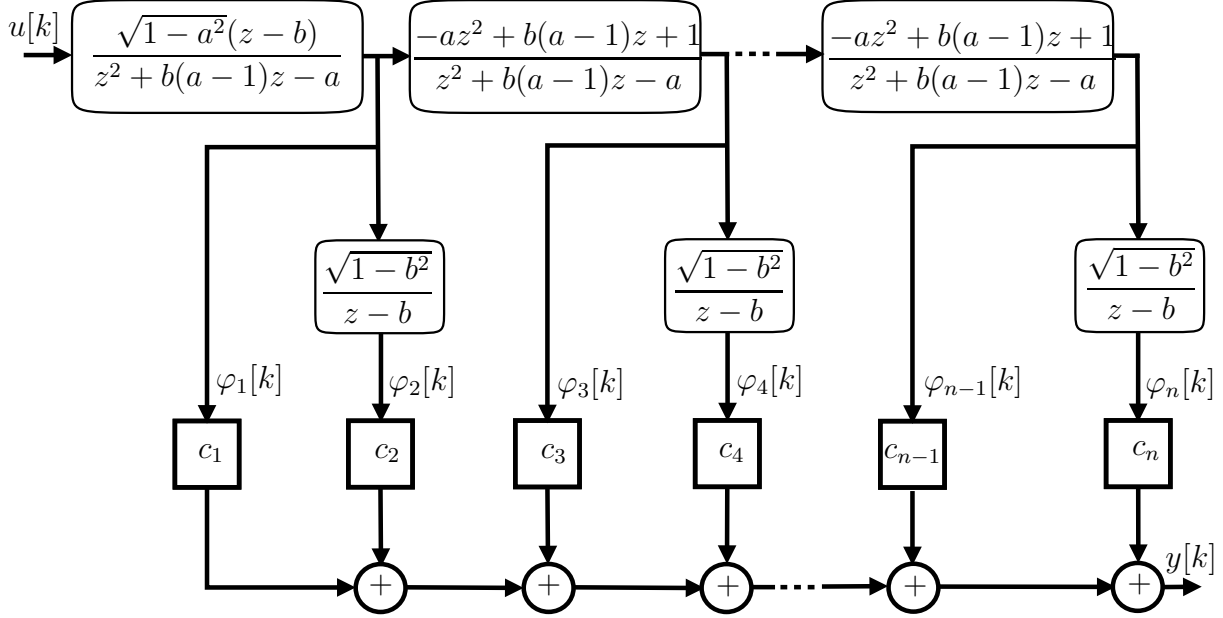 u[k]
√(1 − a²)(z − b)
z² + b(a − 1)z − a
−az² + b(a − 1)z + 1
z² + b(a − 1)z − a
−az² + b(a − 1)z + 1
z² + b(a − 1)z − a
√(1 − b²)
z − b
√(1 − b²)
z − b
√(1 − b²)
z − b
φ₁[k]
φ₂[k]
φ₃[k]
φ₄[k]
φₙ₋₁[k]
φₙ[k]
c₁
c₂
c₃
c₄
cₙ₋₁
cₙ
+
+
+
+
+
y[k]